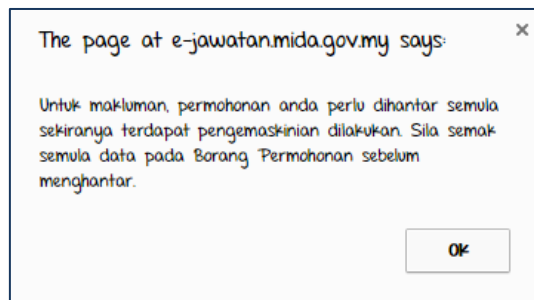 The page at e-jawatan.mida.gov.my says:
Untuk makluman, permohonan anda perlu dihantar semula
sekiranya terdapat pengemaskinian dilakukan. Sila semak
semula data pada Borang Permohonan sebelum
menghantar.
OK